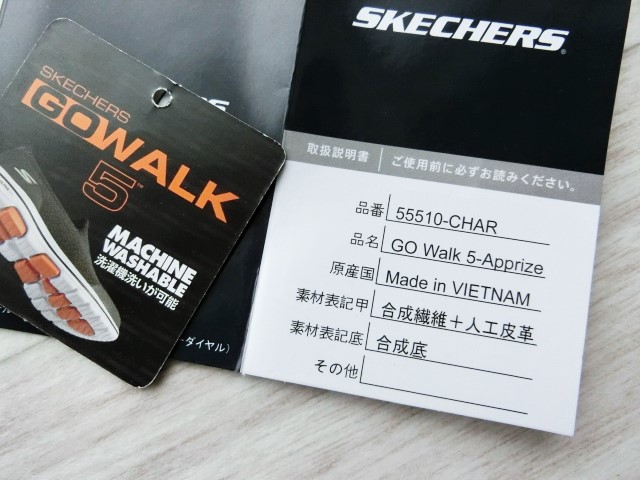 SKECHERS
取扱説明書 ご使用前に必ずお読みください。
品番 55510-CHAR
品名 GO Walk 5-Apprize
原産国 Made in VIETNAM
素材表記甲 合成繊維＋人工皮革
素材表記底 合成底
その他
SKECHERS
GOWALK
5™
MACHINE
WASHABLE
洗濯機洗いが可能
ーダイヤル）